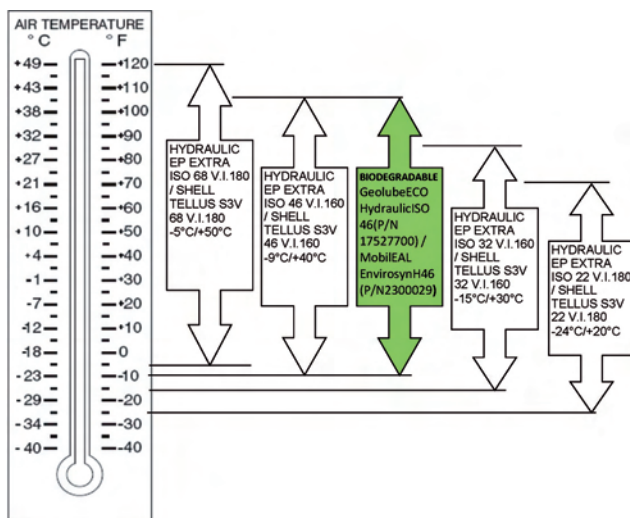 AIR TEMPERATURE
° C ° F
+49 +120
+43 +110
+38 +100
+32 +90
+27 +80
+21 +70
+16 +60
+10 +50
+4 +40
-1 +30
-7 +20
-12 +10
-18 0
-23 -10
-29 -20
-34 -30
-40 -40
HYDRAULIC
EP EXTRA
ISO 68 V.I.180
/ SHELL
TELLUS S3V
68 V.I.180
-5°C/+50°C
HYDRAULIC
EP EXTRA
ISO 46 V.I.160
/ SHELL
TELLUS S3V
46 V.I.160
-9°C/+40°C
BIODEGRADABLE
GeolubeECO
HydraulicISO
46(P/N
17527700) /
MobilEAL
EnvirosynH46
(P/N2300029)
HYDRAULIC
EP EXTRA
ISO 32 V.I.160
/ SHELL
TELLUS S3V
32 V.I.160
-15°C/+30°C
HYDRAULIC
EP EXTRA
ISO 22 V.I.180
/ SHELL
TELLUS S3V
22 V.I.180
-24°C/+20°C